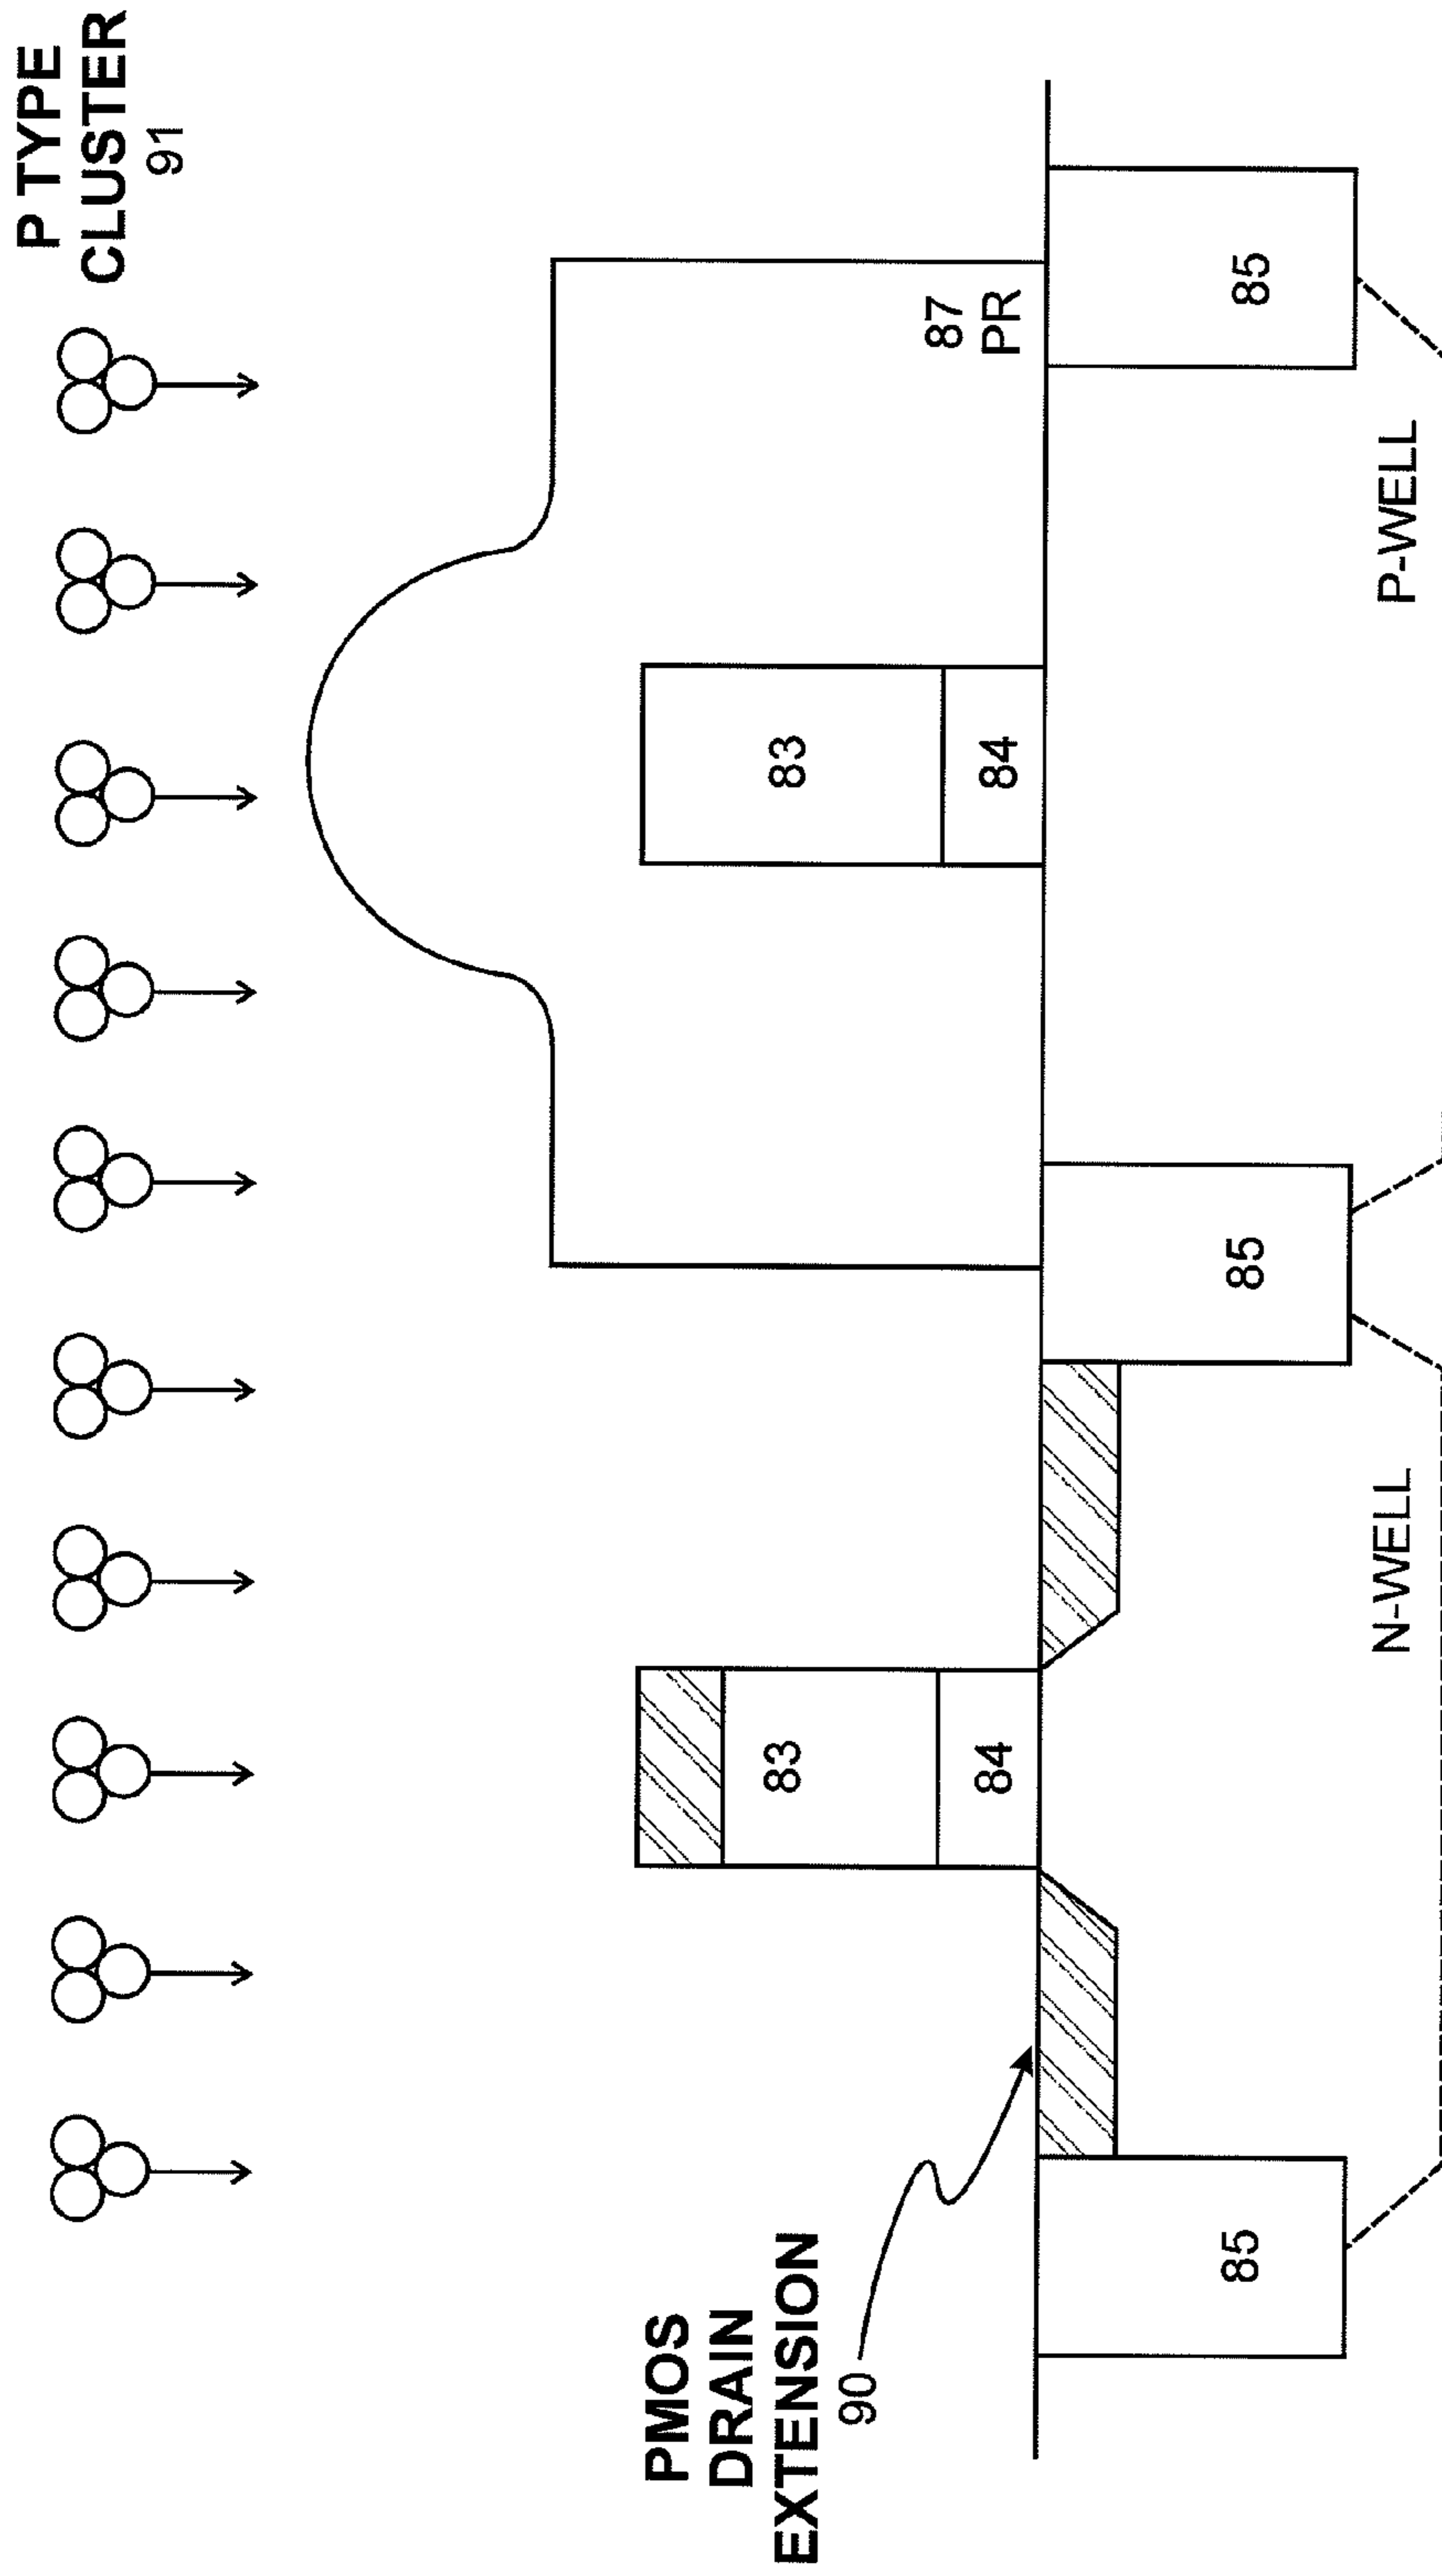 P TYPE
CLUSTER
91
PMOS
DRAIN
EXTENSION
90
83
84
83
84
87
PR
85
85
85
N-WELL
P-WELL